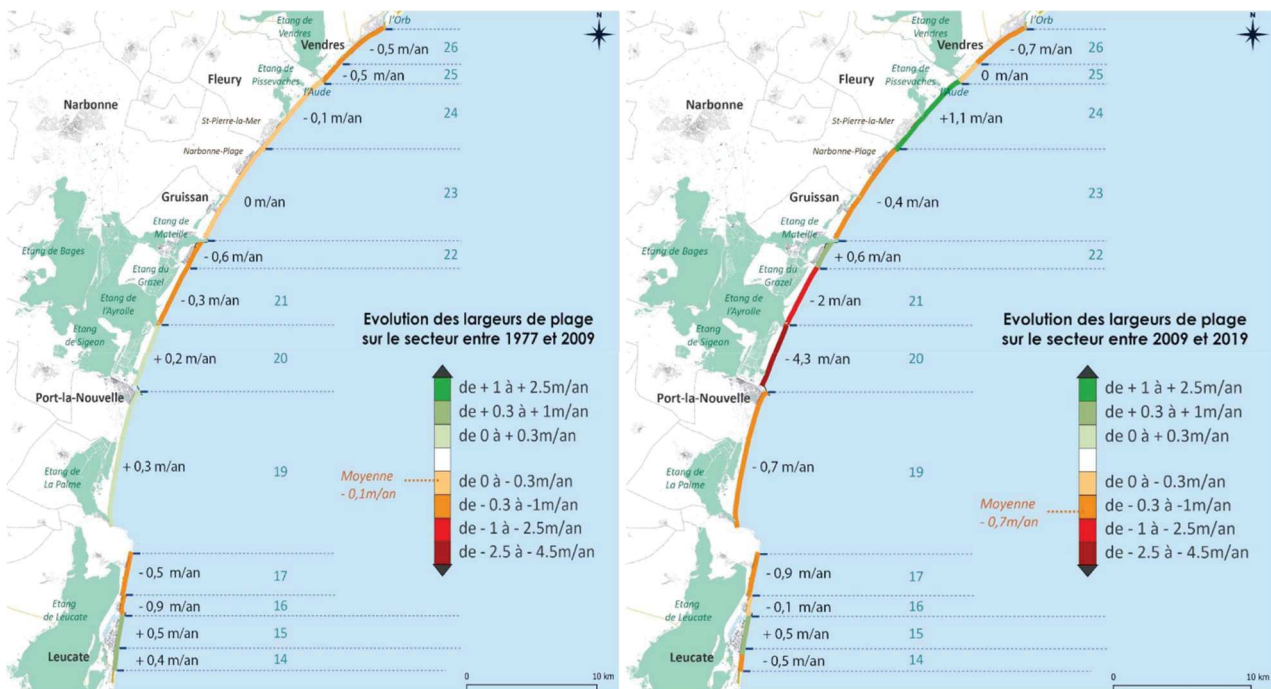 l'Orb
Etang de
Vendres
Vendres
- 0,5 m/an
26
N
Fleury
Etang de
Pissevaches
- 0,5 m/an
25
l'Aude
- 0,1 m/an
24
Narbonne
St-Pierre-la-Mer
Narbonne-Plage
23
Gruissan
0 m/an
Etang de
Mateille
Etang de Bages
- 0,6 m/an
22
Etang du
Grazel
- 0,3 m/an
21
Etang de
l'Ayrolle
Etang
de Sigean
+ 0,2 m/an
20
Port-la-Nouvelle
+ 0,3 m/an
19
Etang de
La Palme
- 0,5 m/an
17
Etang
de Leucate
- 0,9 m/an
16
+ 0,5 m/an
15
Leucate
+ 0,4 m/an
14
Evolution des largeurs de plage
sur le secteur entre 1977 et 2009
de + 1 à + 2.5m/an
de + 0.3 à + 1m/an
de 0 à + 0.3m/an
Moyenne
- 0,1m/an
de 0 à - 0.3m/an
de - 0.3 à -1m/an
de - 1 à - 2.5m/an
de - 2.5 à - 4.5m/an
0
10 km
l'Orb
Etang de
Vendres
Vendres
- 0,7 m/an
26
N
Fleury
Etang de
Pissevaches
0 m/an
25
l'Aude
+1,1 m/an
24
Narbonne
St-Pierre-la-Mer
Narbonne-Plage
23
Gruissan
- 0,4 m/an
Etang de
Mateille
Etang de Bages
+ 0,6 m/an
22
Etang du
Grazel
- 2 m/an
21
Etang de
l'Ayrolle
Etang
de Sigean
- 4,3 m/an
20
Port-la-Nouvelle
- 0,7 m/an
19
Etang de
La Palme
- 0,9 m/an
17
Etang
de Leucate
- 0,1 m/an
16
+ 0,5 m/an
15
Leucate
- 0,5 m/an
14
Evolution des largeurs de plage
sur le secteur entre 2009 et 2019
de + 1 à + 2.5m/an
de + 0.3 à + 1m/an
de 0 à + 0.3m/an
de 0 à - 0.3m/an
Moyenne
- 0,7m/an
de - 0.3 à -1m/an
de - 1 à - 2.5m/an
de - 2.5 à - 4.5m/an
0
10 km